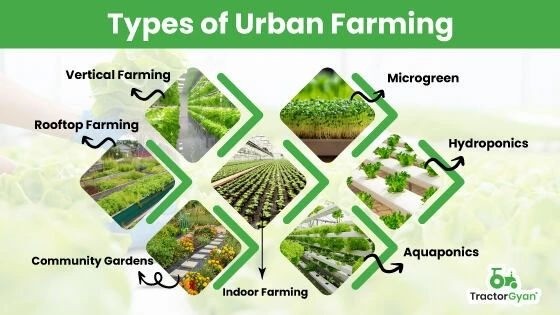 Types of Urban Farming
Vertical Farming
Microgreen
Rooftop Farming
Hydroponics
Community Gardens
Aquaponics
Indoor Farming
TractorGyan